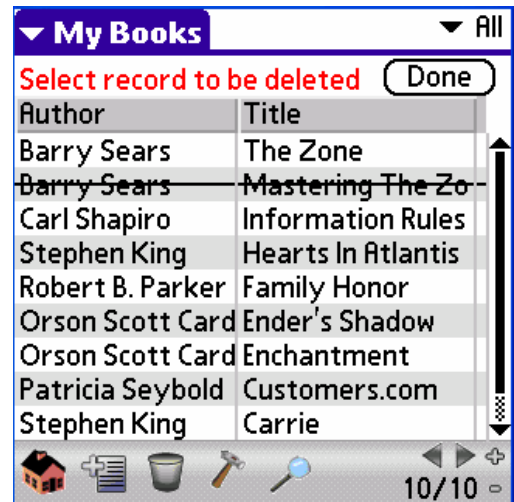 My Books All
Select record to be deleted Done
Author Title
Barry Sears The Zone
Barry Sears Mastering The Zo
Carl Shapiro Information Rules
Stephen King Hearts In Atlantis
Robert B. Parker Family Honor
Orson Scott Card Ender's Shadow
Orson Scott Card Enchantment
Patricia Seybold Customers.com
Stephen King Carrie
10/10